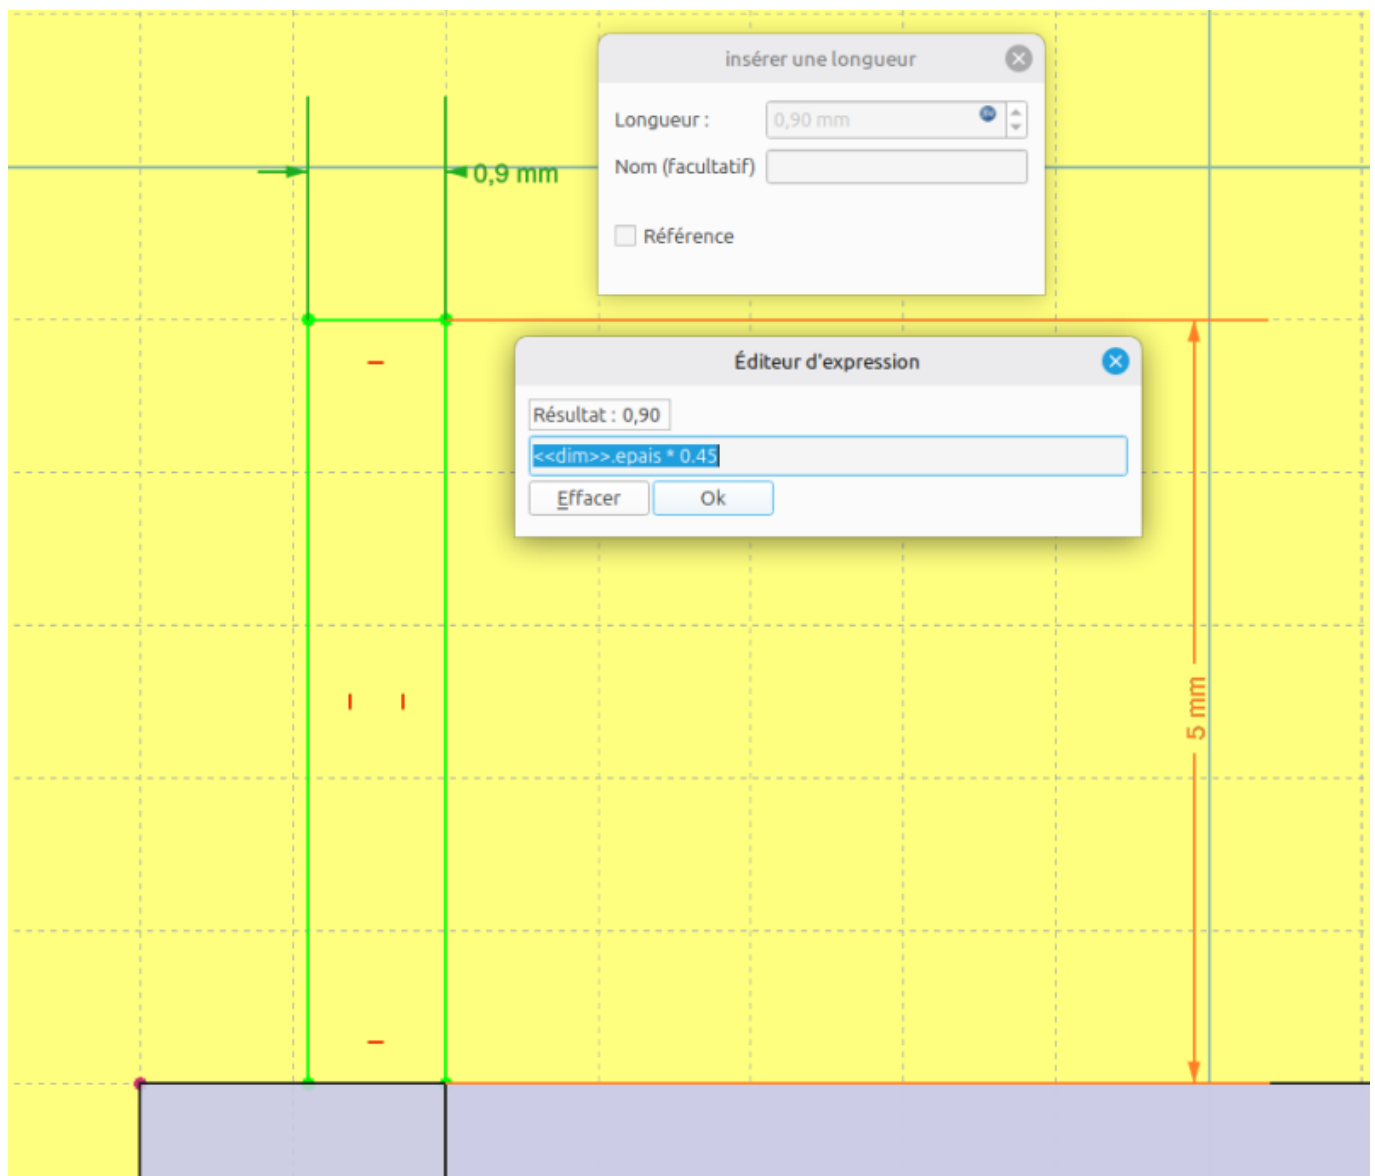 insérer une longueur
Longueur : 0,90 mm
Nom (facultatif)
Référence
0,9 mm
Éditeur d'expression
Résultat : 0,90
<<dim>>.epais * 0.45
Effacer Ok
5 mm